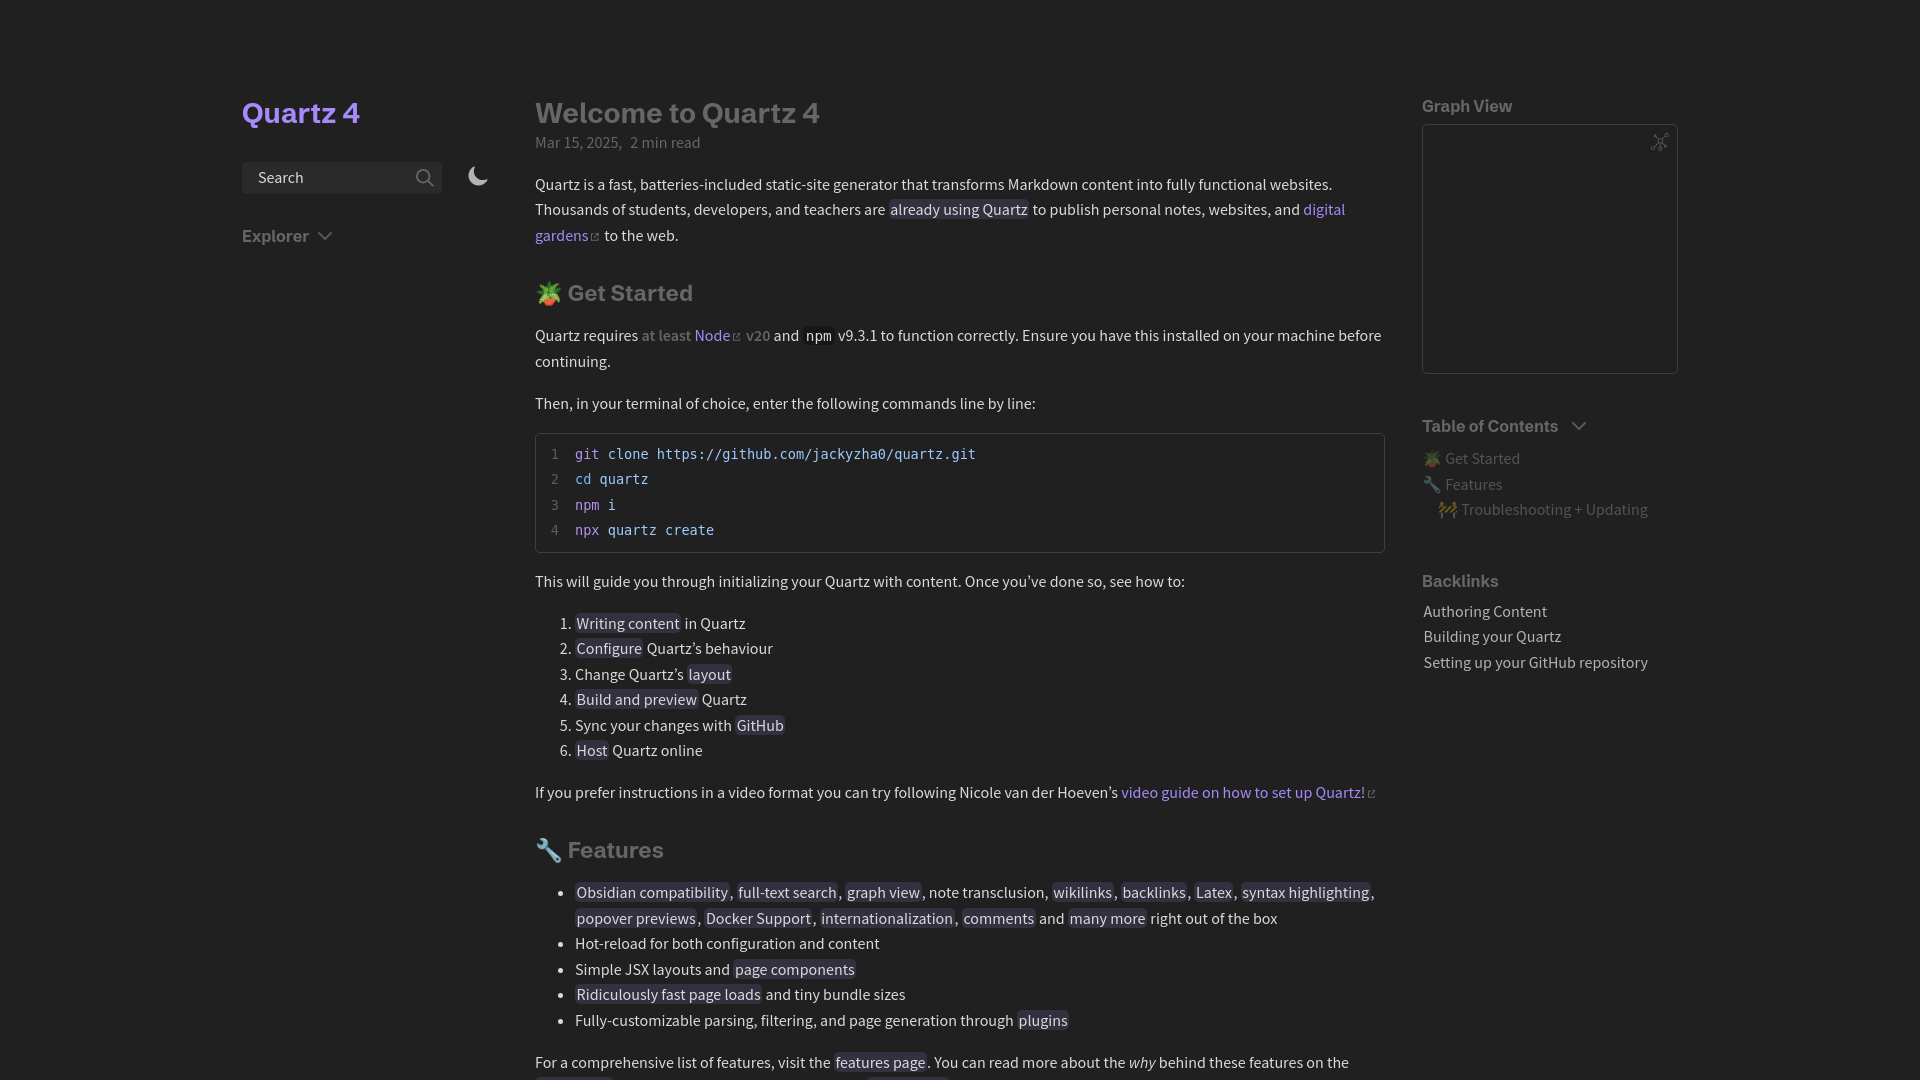 Quartz 4
Search
Explorer
Welcome to Quartz 4
Mar 15, 2025, 2 min read
Quartz is a fast, batteries-included static-site generator that transforms Markdown content into fully functional websites.
Thousands of students, developers, and teachers are already using Quartz to publish personal notes, websites, and digital
gardens to the web.
🪴 Get Started
Quartz requires at least Node v20 and npm v9.3.1 to function correctly. Ensure you have this installed on your machine before
continuing.
Then, in your terminal of choice, enter the following commands line by line:
1 git clone https://github.com/jackyzha0/quartz.git
2 cd quartz
3 npm i
4 npx quartz create
This will guide you through initializing your Quartz with content. Once you’ve done so, see how to:
1. Writing content in Quartz
2. Configure Quartz’s behaviour
3. Change Quartz’s layout
4. Build and preview Quartz
5. Sync your changes with GitHub
6. Host Quartz online
If you prefer instructions in a video format you can try following Nicole van der Hoeven’s video guide on how to set up Quartz!
🔧 Features
• Obsidian compatibility, full-text search, graph view, note transclusion, wikilinks, backlinks, Latex, syntax highlighting,
popover previews, Docker Support, internationalization, comments and many more right out of the box
• Hot-reload for both configuration and content
• Simple JSX layouts and page components
• Ridiculously fast page loads and tiny bundle sizes
• Fully-customizable parsing, filtering, and page generation through plugins
For a comprehensive list of features, visit the features page. You can read more about the why behind these features on the
Graph View
Table of Contents
🪴 Get Started
🔧 Features
🚧 Troubleshooting + Updating
Backlinks
Authoring Content
Building your Quartz
Setting up your GitHub repository